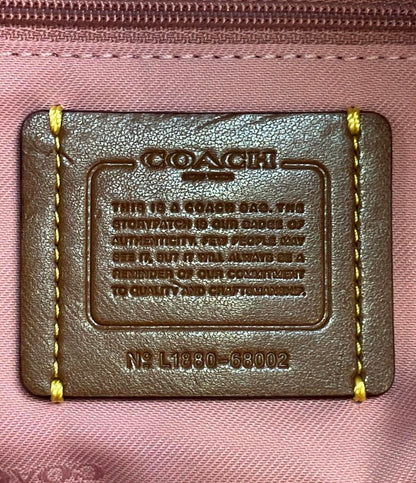 COACH
NEW YORK
THIS IS A COACH BAG. THE
STORYPATCH IS OUR BADGE OF
AUTHENTICITY. FEW PEOPLE MAY
SEE IT, BUT IT WILL ALWAYS BE A
REMINDER OF OUR COMMITMENT
TO QUALITY AND CRAFTSMANSHIP.
No L1880-68002